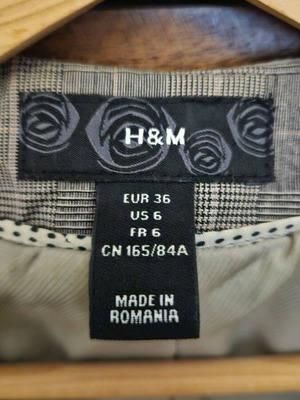 H&M
EUR 36
US 6
FR 6
CN 165/84A
MADE IN
ROMANIA